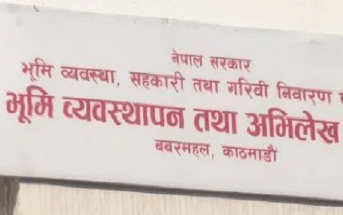 नेपाल सरकार
भूमि व्यवस्था, सहकारी तथा गरिवी निवारण
भूमि व्यवस्थापन तथा अभिलेख
बबरमहल, काठमाडौं